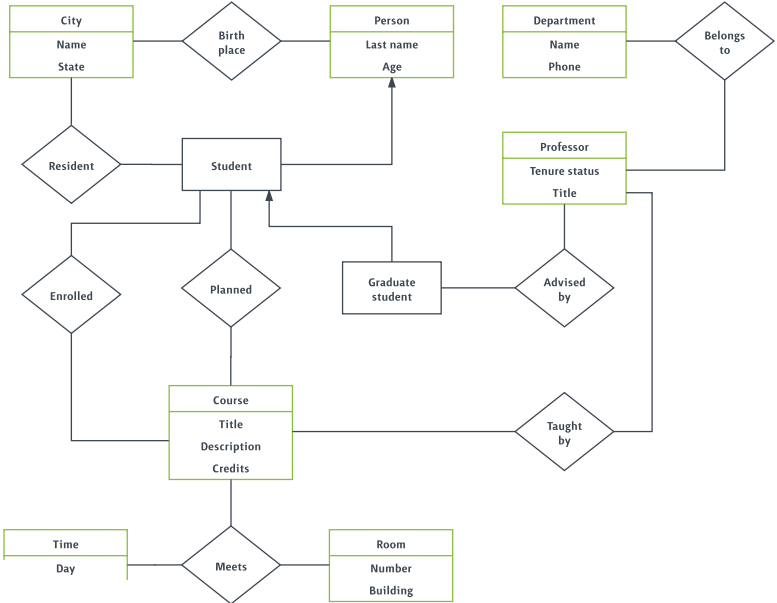 City
Name
State
Birth
place
Person
Last name
Age
Department
Name
Phone
Belongs
to
Resident
Student
Professor
Tenure status
Title
Enrolled
Planned
Graduate
student
Advised
by
Course
Title
Description
Credits
Taught
by
Time
Day
Meets
Room
Number
Building